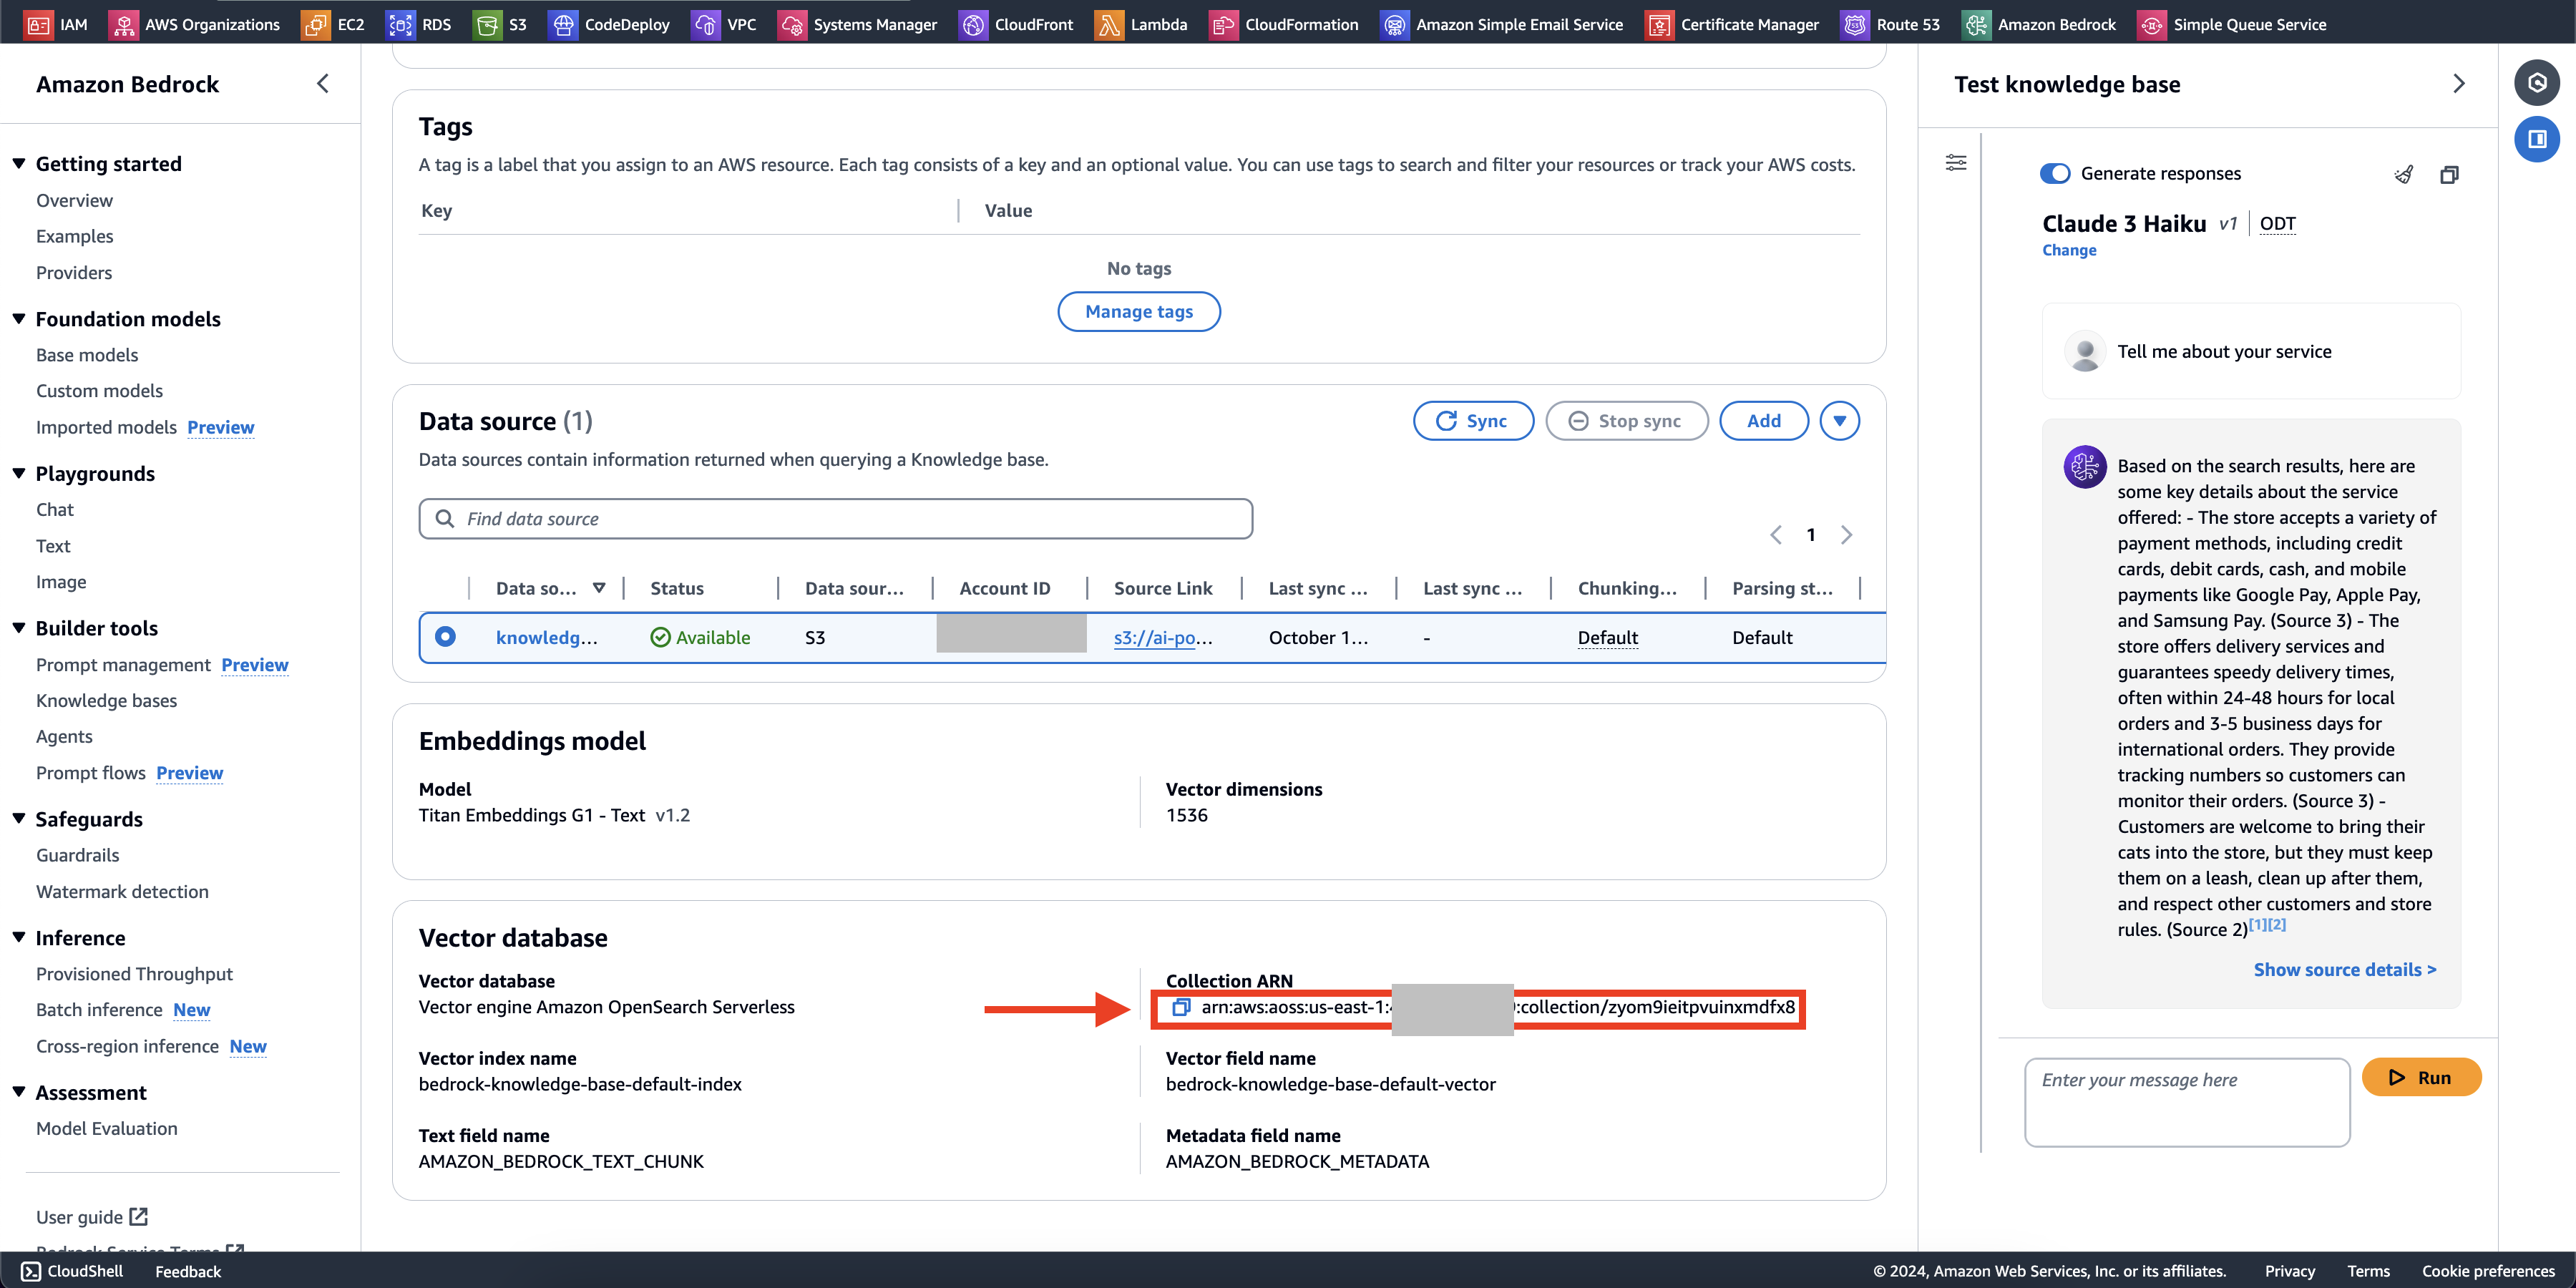 IAM AWS Organizations EC2 RDS S3 CodeDeploy VPC Systems Manager CloudFront Lambda CloudFormation Amazon Simple Email Service Certificate Manager Route 53 Amazon Bedrock Simple Queue Service
Amazon Bedrock
Getting started
Overview
Examples
Providers
Foundation models
Base models
Custom models
Imported models Preview
Playgrounds
Chat
Text
Image
Builder tools
Prompt management Preview
Knowledge bases
Agents
Prompt flows Preview
Safeguards
Guardrails
Watermark detection
Inference
Provisioned Throughput
Batch inference New
Cross-region inference New
Assessment
Model Evaluation
User guide
Bedrock Service Terms
Tags
A tag is a label that you assign to an AWS resource. Each tag consists of a key and an optional value. You can use tags to search and filter your resources or track your AWS costs.
Key Value
No tags
Manage tags
Data source (1)
Sync Stop sync Add
Data sources contain information returned when querying a Knowledge base.
Find data source
1
Data so... Status Data sour... Account ID Source Link Last sync ... Last sync ... Chunking... Parsing st...
knowledg... Available S3 s3://ai-po... October 1... - Default Default
Embeddings model
Model Vector dimensions
Titan Embeddings G1 - Text v1.2 1536
Vector database
Vector database Collection ARN
Vector engine Amazon OpenSearch Serverless arn:aws:aoss:us-east-1: :collection/zyom9ieitpvuinxmdfx8
Vector index name Vector field name
bedrock-knowledge-base-default-index bedrock-knowledge-base-default-vector
Text field name Metadata field name
AMAZON_BEDROCK_TEXT_CHUNK AMAZON_BEDROCK_METADATA
Test knowledge base
Generate responses
Claude 3 Haiku v1 ODT
Change
Tell me about your service
Based on the search results, here are
some key details about the service
offered: - The store accepts a variety of
payment methods, including credit
cards, debit cards, cash, and mobile
payments like Google Pay, Apple Pay,
and Samsung Pay. (Source 3) - The
store offers delivery services and
guarantees speedy delivery times,
often within 24-48 hours for local
orders and 3-5 business days for
international orders. They provide
tracking numbers so customers can
monitor their orders. (Source 3) -
Customers are welcome to bring their
cats into the store, but they must keep
them on a leash, clean up after them,
and respect other customers and store
rules. (Source 2)[1][2]
Show source details >
Enter your message here
Run
CloudShell Feedback © 2024, Amazon Web Services, Inc. or its affiliates. Privacy Terms Cookie preferences